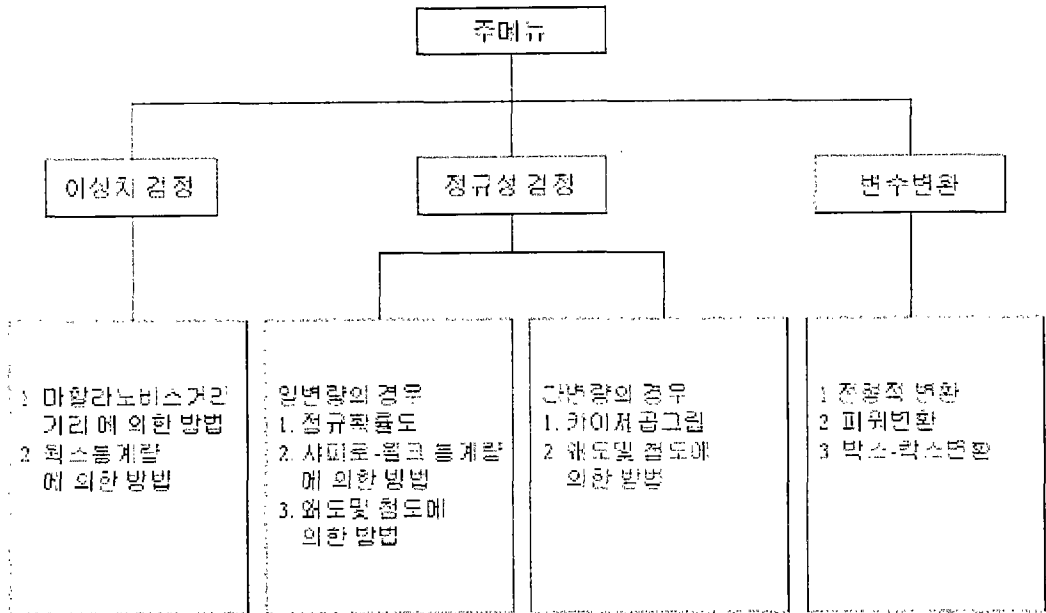 주메뉴
이상치 검정
정규성 검정
변수변환
1 마할라노비스거리
거리에 의한 방법
2 윅스통계량
에 의한 방법
일변량의 경우
1. 정규확률도
2. 샤피로-윌크 통계량
에 의한 방법
3. 왜도및 첨도에
의한 방법
다변량의 경우
1. 카이제곱그림
2 왜도및 첨도에
의한 방법
1 전형적 변환
2 파워변환
3 박스-콕스변환